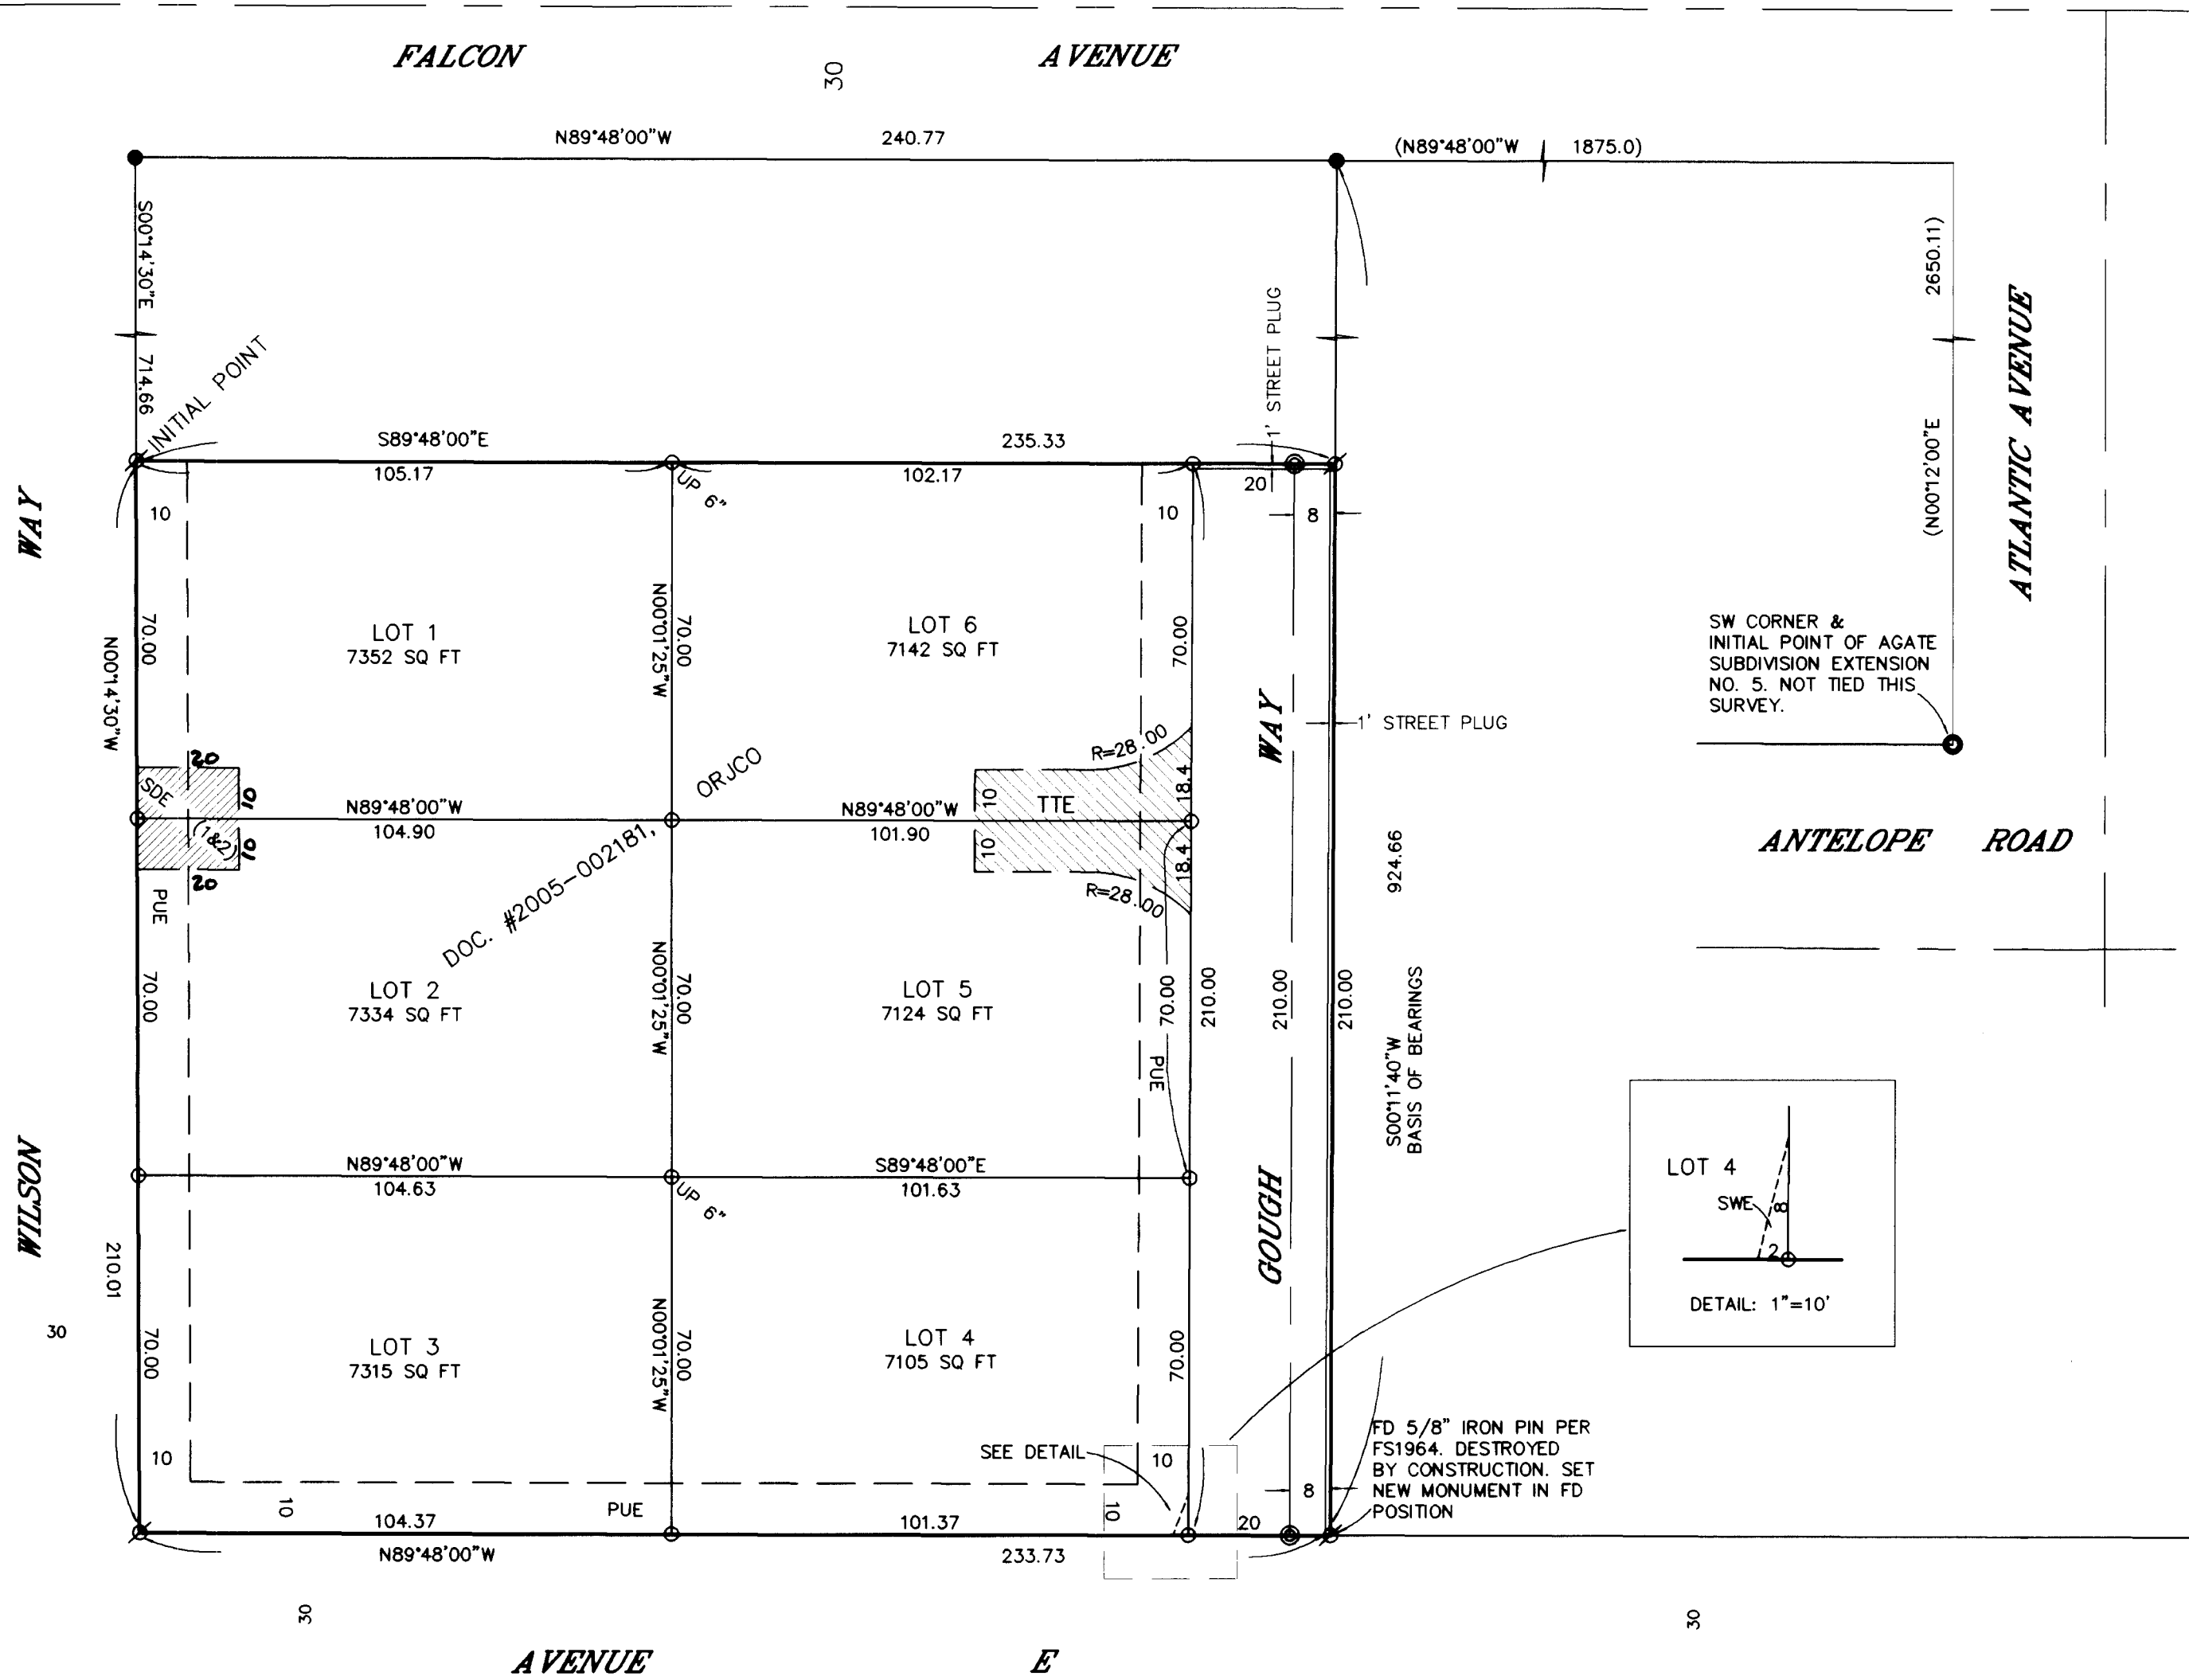 FALCON AVENUE
30
N89°48'00"W 240.77
(N89°48'00"W 1875.0)
S00°14'30"E 714.66
INITIAL POINT
1' STREET PLUG
(N00°12'00"E 2650.11)
ATLANTIC AVENUE
S89°48'00"E 235.33
105.17
102.17
UP 6"
20
10
10
8
WAY
70.00
N00°14'30"W
LOT 1
7352 SQ FT
N00°01'25"W
70.00
LOT 6
7142 SQ FT
70.00
SW CORNER &
INITIAL POINT OF AGATE
SUBDIVISION EXTENSION
NO. 5. NOT TIED THIS
SURVEY.
WAY
1' STREET PLUG
R=28.00
20
SDE
10
ORJCO
10
TTE
18.4
N89°48'00"W
104.90
N89°48'00"W
101.90
(1&2)
10
20
DOC. #2005-002181,
10
18.4
R=28.00
924.66
ANTELOPE ROAD
PUE
70.00
LOT 2
7334 SQ FT
N00°01'25"W
70.00
LOT 5
7124 SQ FT
70.00
210.00
210.00
210.00
PUE
S00°11'40"W
BASIS OF BEARINGS
N89°48'00"W
104.63
S89°48'00"E
101.63
UP 6"
WILSON
GOUGH
LOT 4
SWE
8
2
DETAIL: 1"=10'
210.01
30
70.00
LOT 3
7315 SQ FT
N00°01'25"W
70.00
LOT 4
7105 SQ FT
70.00
10
SEE DETAIL
10
FD 5/8" IRON PIN PER
FS1964. DESTROYED
BY CONSTRUCTION. SET
NEW MONUMENT IN FD
POSITION
8
10
PUE
10
104.37
101.37
20
N89°48'00"W
233.73
30
30
AVENUE E